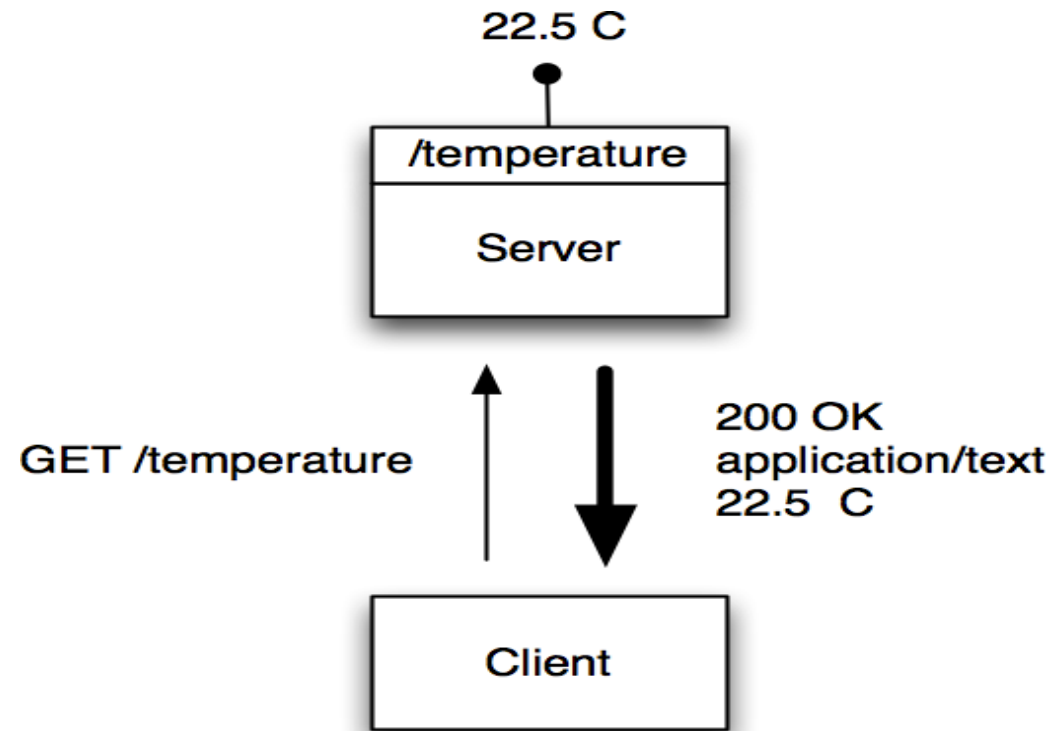 22.5 C
/temperature
Server
GET /temperature
200 OK
application/text
22.5  C
Client